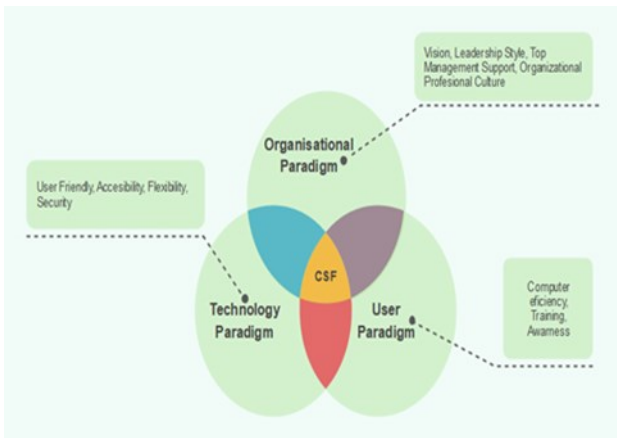 Vision, Leadership Style, Top
Management Support, Organizational
Profesional Culture
Organisational
Paradigm
User Friendly, Accesibility, Flexibility,
Security
CSF
Technology
Paradigm
User
Paradigm
Computer
eficiency,
Training,
Awarness